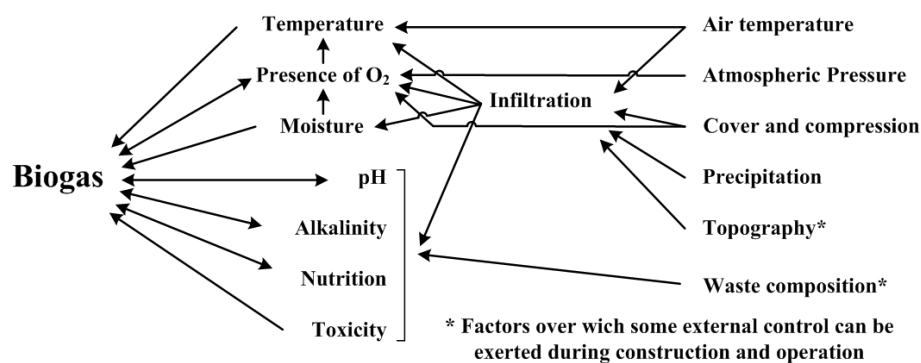 Temperature
Air temperature
Presence of O₂
Atmospheric Pressure
Infiltration
Moisture
Cover and compression
Biogas
pH
Precipitation
Alkalinity
Topography*
Nutrition
Waste composition*
Toxicity
* Factors over wich some external control can be
exerted during construction and operation